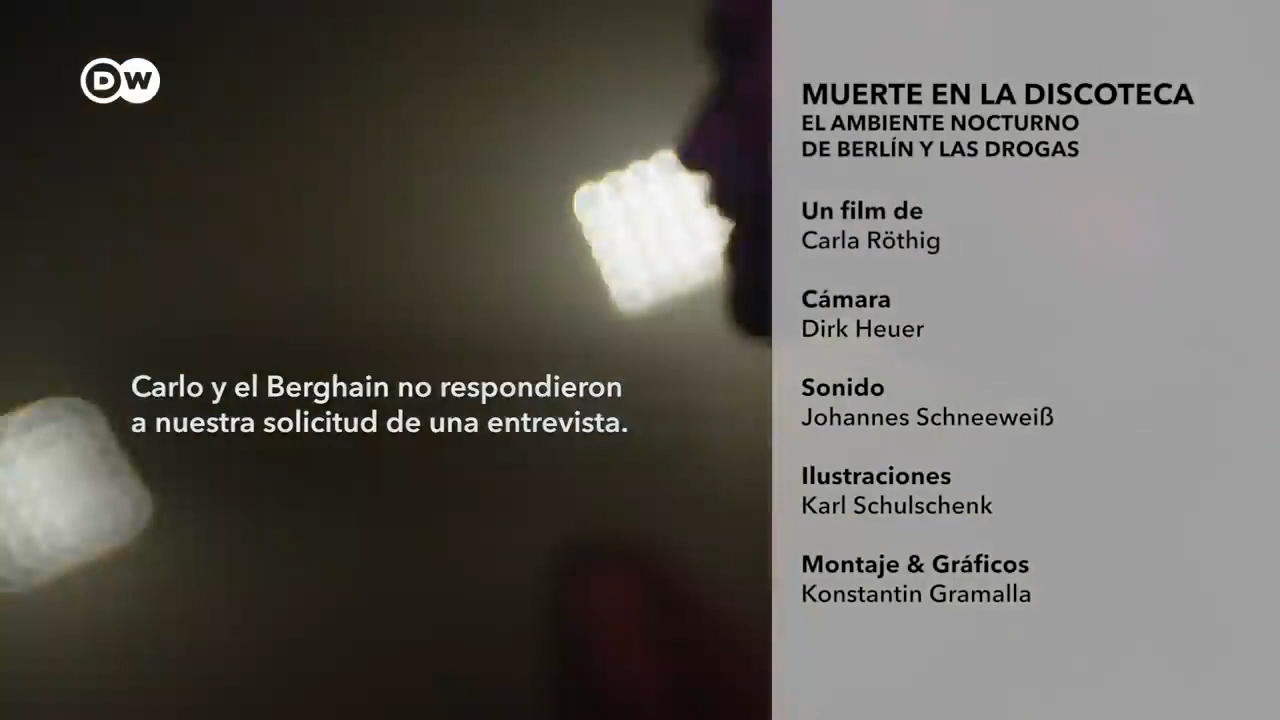 DW
Carlo y el Berghain no respondieron
a nuestra solicitud de una entrevista.
MUERTE EN LA DISCOTECA
EL AMBIENTE NOCTURNO
DE BERLÍN Y LAS DROGAS
Un film de
Carla Röthig
Cámara
Dirk Heuer
Sonido
Johannes Schneeweiß
Ilustraciones
Karl Schulschenk
Montaje & Gráficos
Konstantin Gramalla